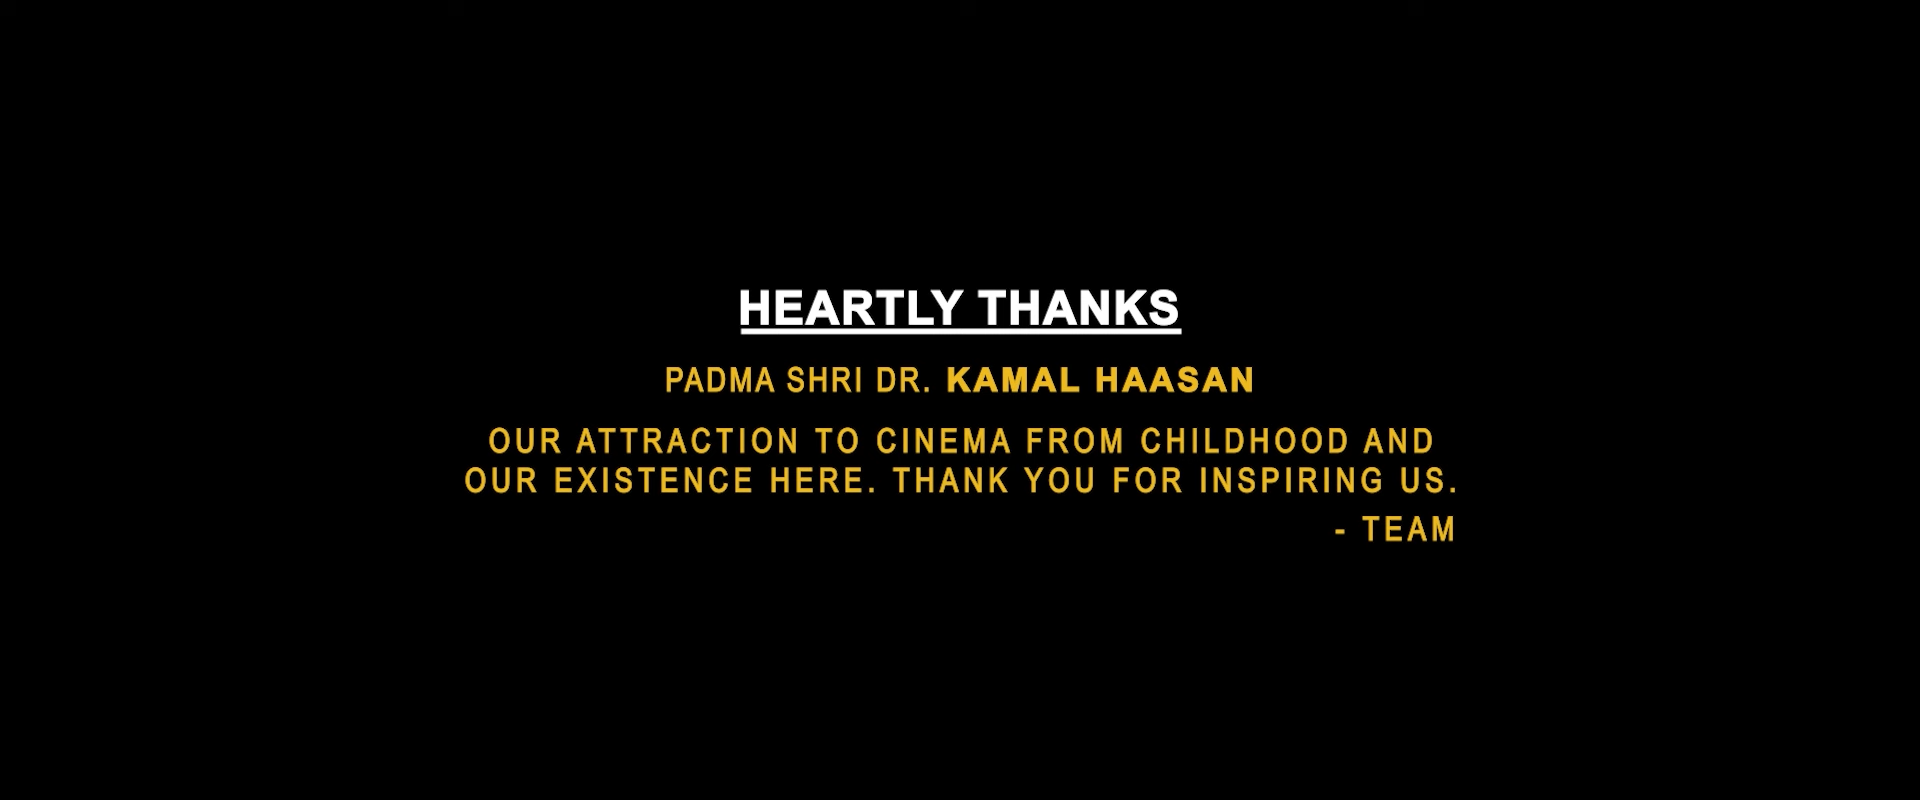 HEARTLY THANKS
PADMA SHRI DR. KAMAL HAASAN
OUR ATTRACTION TO CINEMA FROM CHILDHOOD AND
OUR EXISTENCE HERE. THANK YOU FOR INSPIRING US.
- TEAM